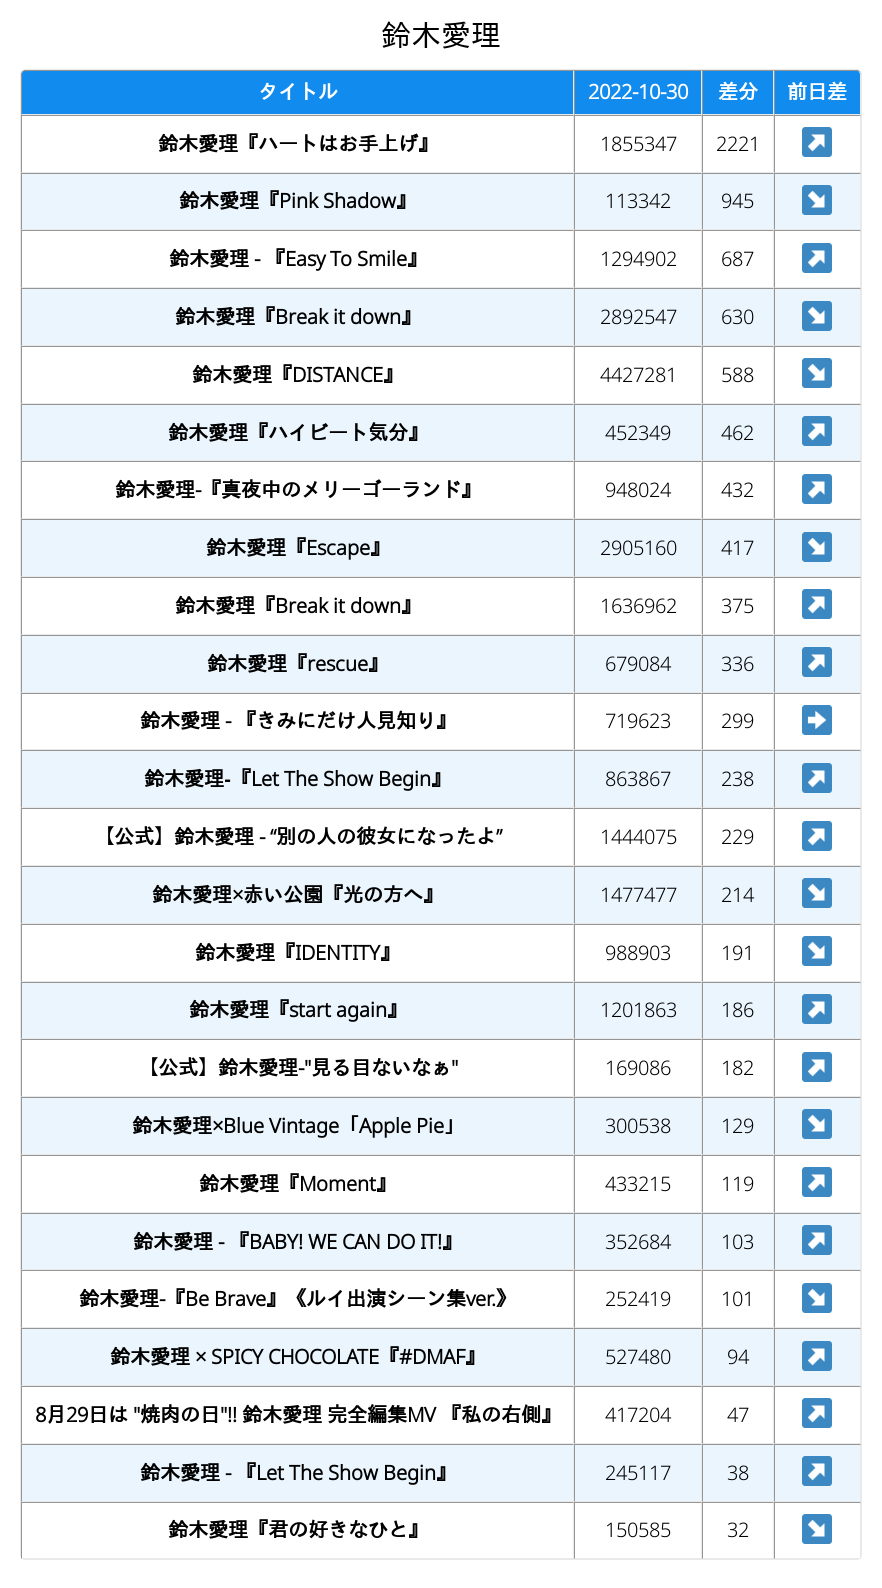 鈴木愛理
タイトル 2022-10-30 差分 前日差
鈴木愛理『ハートはお手上げ』 1855347 2221 ↗
鈴木愛理『Pink Shadow』 113342 945 ↘
鈴木愛理 - 『Easy To Smile』 1294902 687 ↗
鈴木愛理『Break it down』 2892547 630 ↘
鈴木愛理『DISTANCE』 4427281 588 ↘
鈴木愛理『ハイビート気分』 452349 462 ↗
鈴木愛理-『真夜中のメリーゴーランド』 948024 432 ↗
鈴木愛理『Escape』 2905160 417 ↘
鈴木愛理『Break it down』 1636962 375 ↗
鈴木愛理『rescue』 679084 336 ↗
鈴木愛理 - 『きみにだけ人見知り』 719623 299 →
鈴木愛理-『Let The Show Begin』 863867 238 ↗
【公式】鈴木愛理 - “別の人の彼女になったよ” 1444075 229 ↗
鈴木愛理×赤い公園『光の方へ』 1477477 214 ↘
鈴木愛理『IDENTITY』 988903 191 ↘
鈴木愛理『start again』 1201863 186 ↗
【公式】鈴木愛理-"見る目ないなぁ" 169086 182 ↗
鈴木愛理×Blue Vintage「Apple Pie」 300538 129 ↘
鈴木愛理『Moment』 433215 119 ↗
鈴木愛理 - 『BABY! WE CAN DO IT!』 352684 103 ↗
鈴木愛理-『Be Brave』《ルイ出演シーン集ver.》 252419 101 ↘
鈴木愛理 × SPICY CHOCOLATE『#DMAF』 527480 94 ↗
8月29日は "焼肉の日"!! 鈴木愛理 完全編集MV 『私の右側』 417204 47 ↗
鈴木愛理 - 『Let The Show Begin』 245117 38 ↗
鈴木愛理『君の好きなひと』 150585 32 ↘